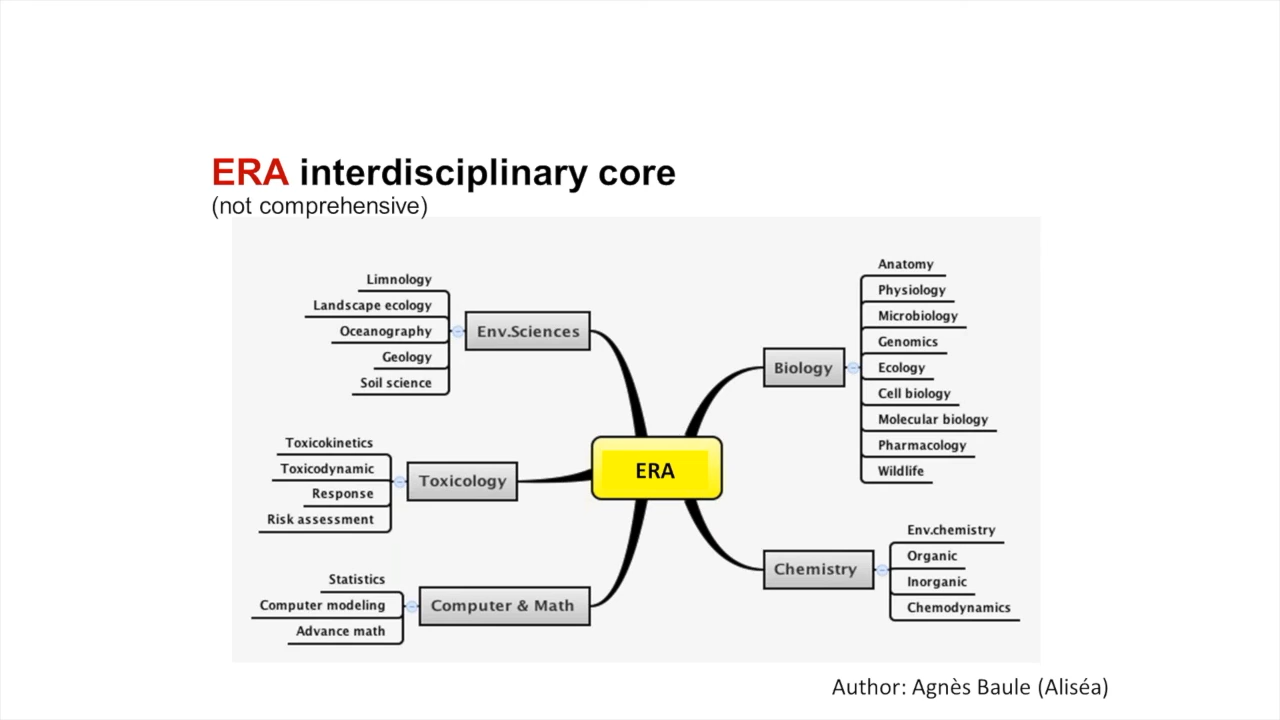 ERA interdisciplinary core
(not comprehensive)
Limnology
Landscape ecology
Oceanography
Geology
Soil science
Env.Sciences
Toxicokinetics
Toxicodynamic
Response
Risk assessment
Toxicology
Statistics
Computer modeling
Advance math
Computer & Math
ERA
Biology
Anatomy
Physiology
Microbiology
Genomics
Ecology
Cell biology
Molecular biology
Pharmacology
Wildlife
Chemistry
Env.chemistry
Organic
Inorganic
Chemodynamics
Author: Agnès Baule (Aliséa)